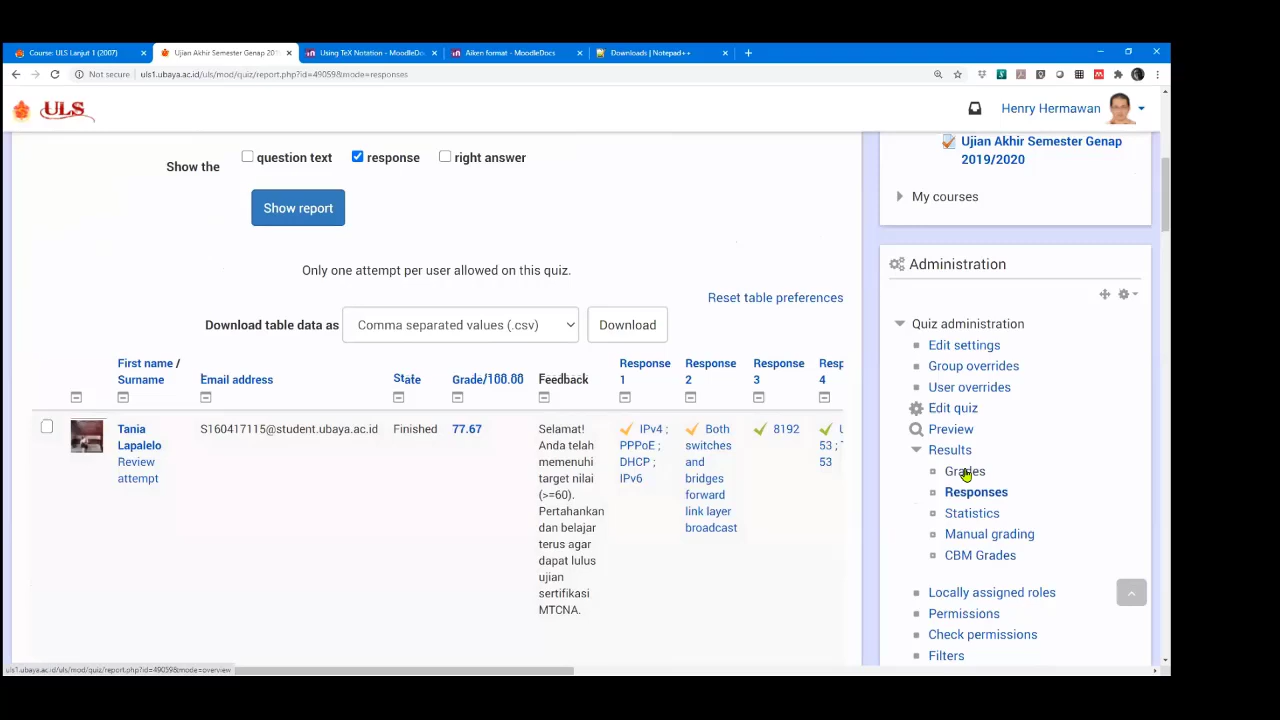 Course: ULS Lanjut 1 (2007)
Ujian Akhir Semester Genap 201
Using TeX Notation - MoodleDoc
Aiken format - MoodleDocs
Downloads | Notepad++
Not secure
uls1.ubaya.ac.id/uls/mod/quiz/report.php?id=49059&mode=responses
ULS
Henry Hermawan
Show the
question text
response
right answer
Show report
Only one attempt per user allowed on this quiz.
Reset table preferences
Download table data as
Comma separated values (.csv)
Download
First name /
Surname
Email address
State
Grade/100.00
Feedback
Response
1
Response
2
Response
3
Resp
4
Tania
Lapalelo
Review
attempt
S160417115@student.ubaya.ac.id
Finished
77.67
Selamat!
Anda telah
memenuhi
target nilai
(>=60).
Pertahankan
dan belajar
terus agar
dapat lulus
ujian
sertifikasi
MTCNA.
IPv4 ;
PPPoE ;
DHCP ;
IPv6
Both
switches
and
bridges
forward
link layer
broadcast
8192
53 ;
53
Ujian Akhir Semester Genap
2019/2020
My courses
Administration
Quiz administration
Edit settings
Group overrides
User overrides
Edit quiz
Preview
Results
Grades
Responses
Statistics
Manual grading
CBM Grades
Locally assigned roles
Permissions
Check permissions
Filters
uls1.ubaya.ac.id/uls/mod/quiz/report.php?id=49059&mode=overview